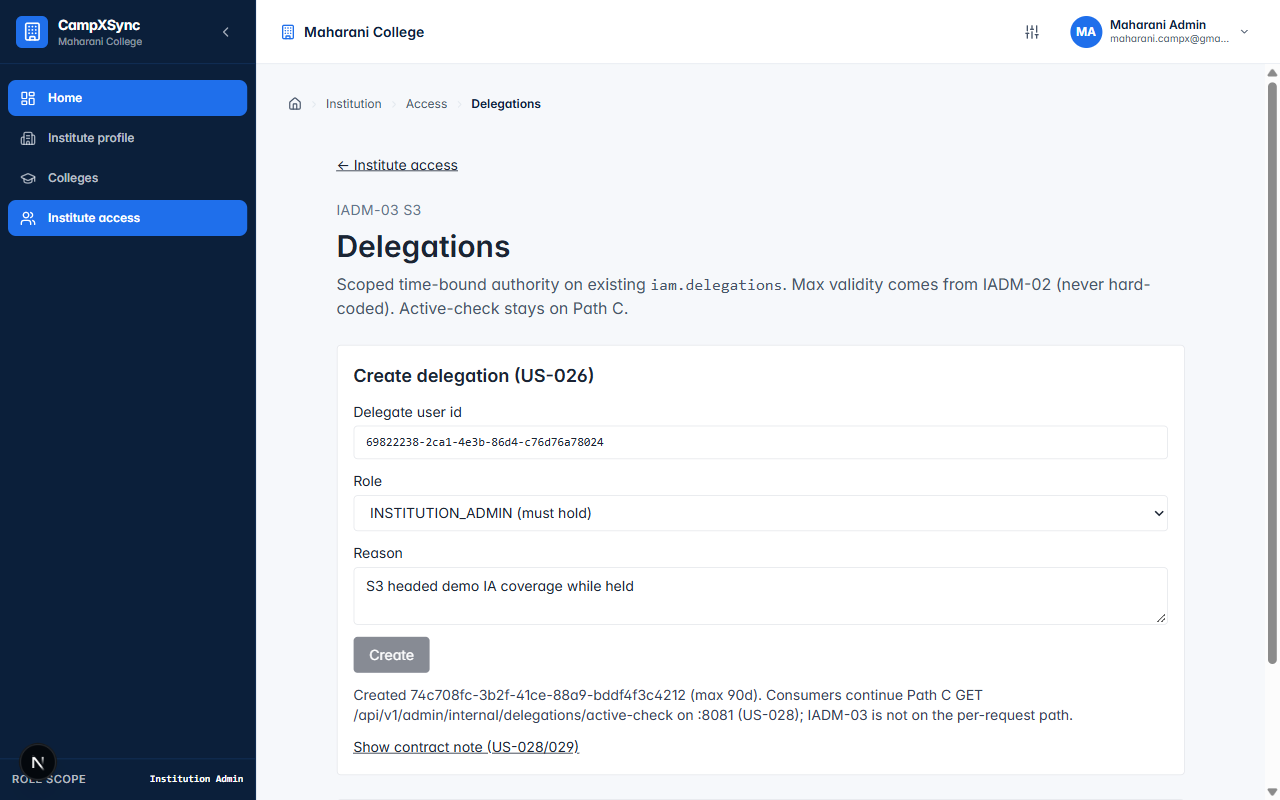 CampXSync
Maharani College
Maharani College
MA
Maharani Admin
maharani.campx@gma...
Home
Institute profile
Colleges
Institute access
Institution
Access
Delegations
← Institute access
IADM-03 S3
Delegations
Scoped time-bound authority on existing iam.delegations. Max validity comes from IADM-02 (never hard-
coded). Active-check stays on Path C.
Create delegation (US-026)
Delegate user id
69822238-2ca1-4e3b-86d4-c76d76a78024
Role
INSTITUTION_ADMIN (must hold)
Reason
S3 headed demo IA coverage while held
Create
Created 74c708fc-3b2f-41ce-88a9-bddf4f3c4212 (max 90d). Consumers continue Path C GET
/api/v1/admin/internal/delegations/active-check on :8081 (US-028); IADM-03 is not on the per-request path.
Show contract note (US-028/029)
N
SCOPE
Institution Admin